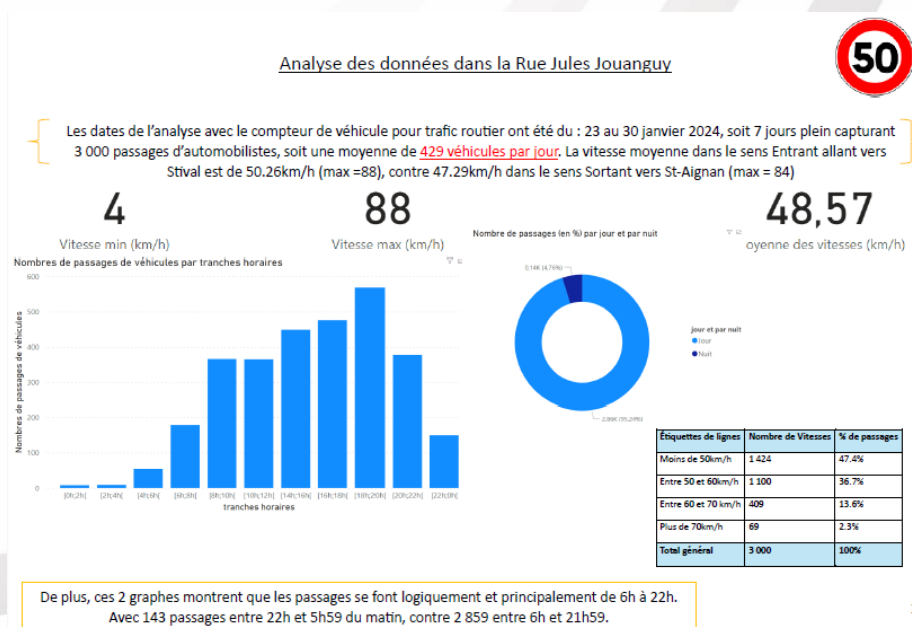 50
Analyse des données dans la Rue Jules Jouanguy
Les dates de l'analyse avec le compteur de véhicule pour trafic routier ont été du : 23 au 30 janvier 2024, soit 7 jours plein capturant
3 000 passages d'automobilistes, soit une moyenne de 429 véhicules par jour. La vitesse moyenne dans le sens Entrant allant vers
Stival est de 50.26km/h (max =88), contre 47.29km/h dans le sens Sortant vers St-Aignan (max = 84)
4
Vitesse min (km/h)
88
Vitesse max (km/h)
48,57
oyenne des vitesses (km/h)
Nombres de passages de véhicules par tranches horaires
Nombres de passages de véhicules
600
500
400
300
200
100
0
[0h;2h[ [2h;4h[ [4h;6h[ [6h;8h[ [8h;10h[ [10h;12h[ [14h;16h[ [16h;18h[ [18h;20h[ [20h;22h[ [22h;0h[
tranches horaires
Nombre de passages (en %) par jour et par nuit
0,14K (4,76%)
2,86K (95,24%)
jour et par nuit
Jour
Nuit
Étiquettes de lignes Nombre de Vitesses % de passages
Moins de 50km/h 1 424 47.4%
Entre 50 et 60km/h 1 100 36.7%
Entre 60 et 70 km/h 409 13.6%
Plus de 70km/h 69 2.3%
Total général 3 000 100%
De plus, ces 2 graphes montrent que les passages se font logiquement et principalement de 6h à 22h.
Avec 143 passages entre 22h et 5h59 du matin, contre 2 859 entre 6h et 21h59.